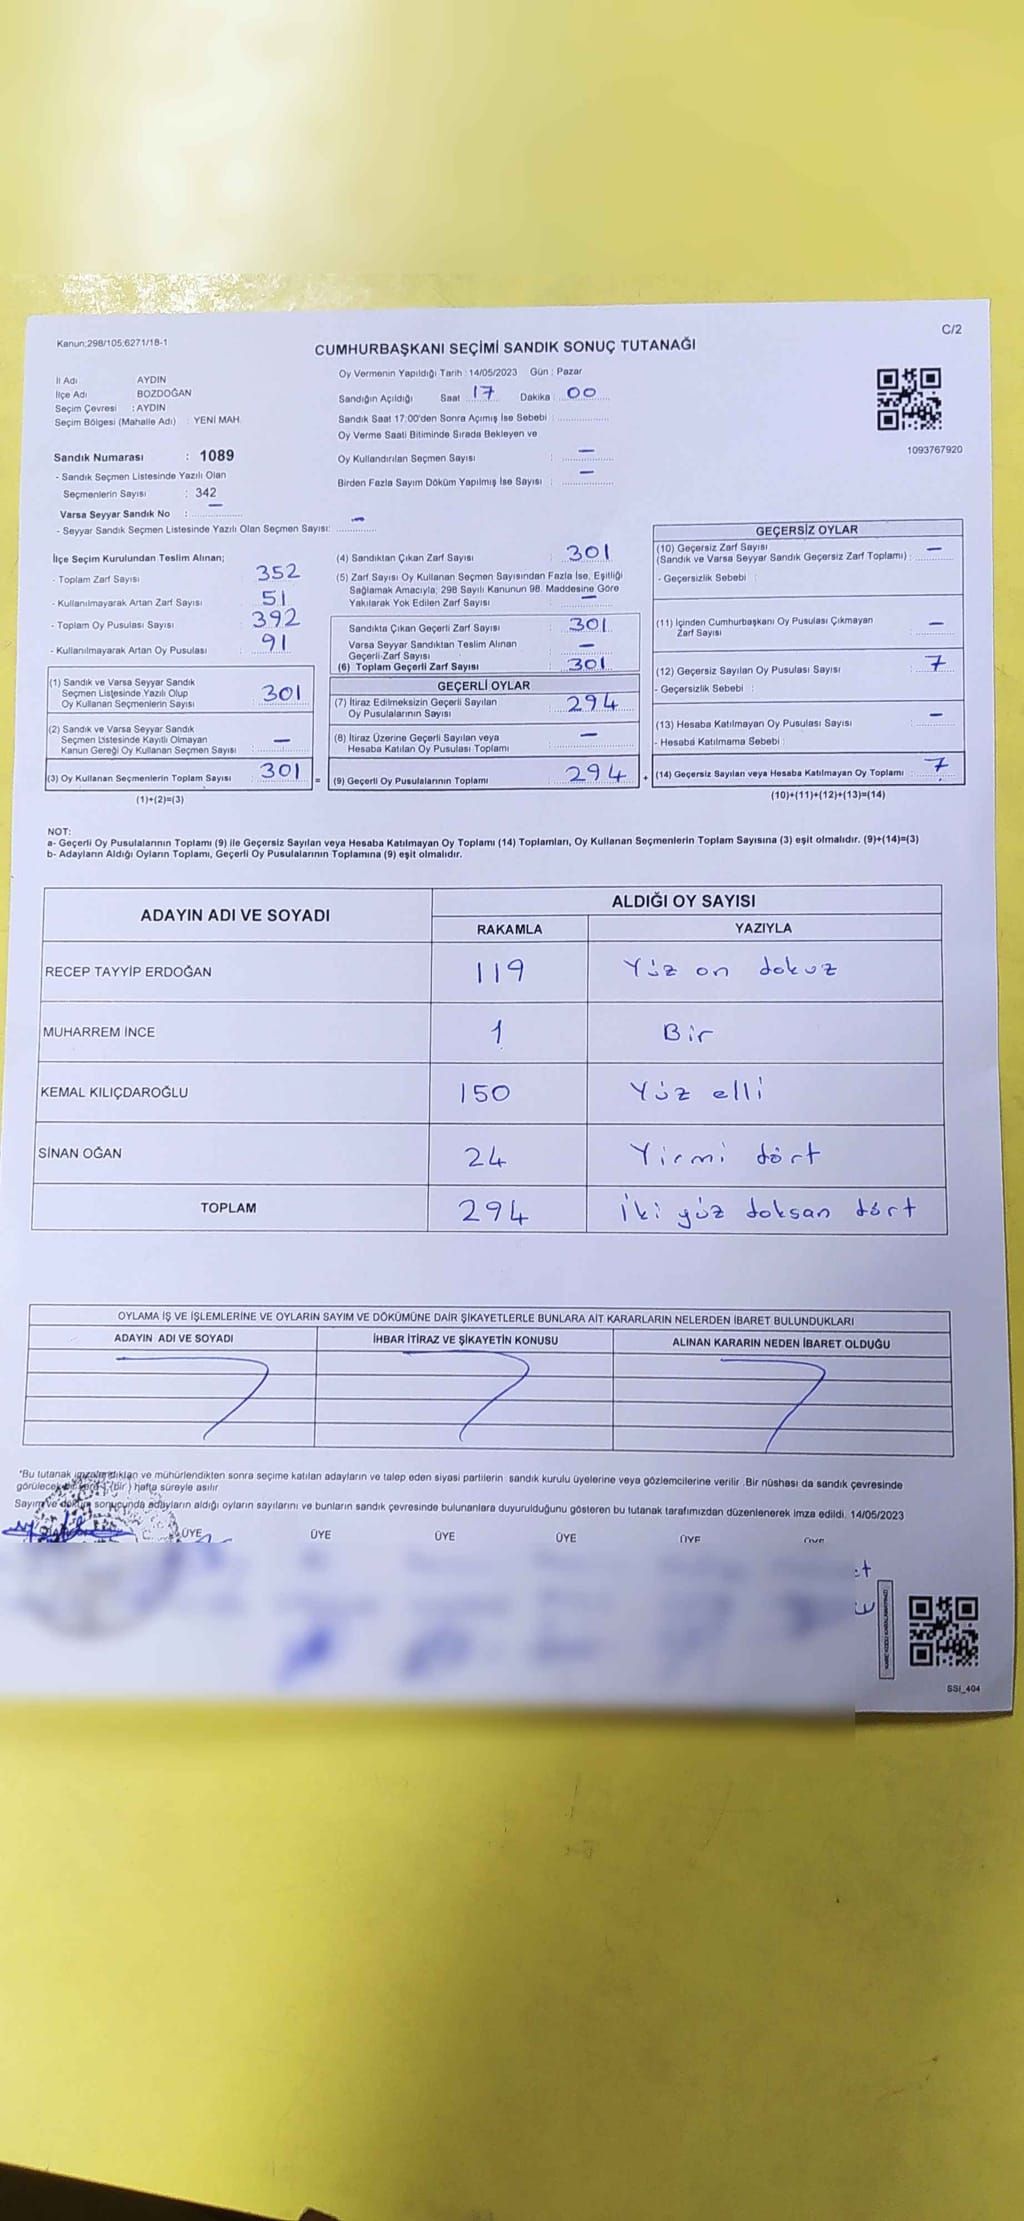 C/2
Kanun;298/105;6271/18-1
CUMHURBAŞKANI SEÇİMİ SANDIK SONUÇ TUTANAĞI
İl Adı AYDIN
İlçe Adı BOZDOĞAN
Seçim Çevresi : AYDIN
Seçim Bölgesi (Mahalle Adı) : YENİ MAH.
Sandık Numarası : 1089
- Sandık Seçmen Listesinde Yazılı Olan
Seçmenlerin Sayısı : 342
Varsa Seyyar Sandık No : —
- Seyyar Sandık Seçmen Listesinde Yazılı Olan Seçmen Sayısı: —
Oy Vermenin Yapıldığı Tarih : 14/05/2023 Gün : Pazar
Sandığın Açıldığı Saat 17 Dakika 00
Sandık Saat 17:00'den Sonra Açımış İse Sebebi :
Oy Verme Saati Bitiminde Sırada Bekleyen ve
Oy Kullandırılan Seçmen Sayısı : —
Birden Fazla Sayım Döküm Yapılmış İse Sayısı : —
1093767920
İlçe Seçim Kurulundan Teslim Alınan;
- Toplam Zarf Sayısı 352
- Kullanılmayarak Artan Zarf Sayısı 51
- Toplam Oy Pusulası Sayısı 392
- Kullanılmayarak Artan Oy Pusulası 91
(1) Sandık ve Varsa Seyyar Sandık
Seçmen Listesinde Yazılı Olup
Oy Kullanan Seçmenlerin Sayısı : 301
(2) Sandık ve Varsa Seyyar Sandık
Seçmen Listesinde Kayıtlı Olmayan
Kanun Gereği Oy Kullanan Seçmen Sayısı : —
(3) Oy Kullanan Seçmenlerin Toplam Sayısı : 301
(1)+(2)=(3)
(4) Sandıktan Çıkan Zarf Sayısı : 301
(5) Zarf Sayısı Oy Kullanan Seçmen Sayısından Fazla İse, Eşitliği
Sağlamak Amacıyla; 298 Sayılı Kanunun 98. Maddesine Göre
Yakılarak Yok Edilen Zarf Sayısı : —
Sandıkta Çıkan Geçerli Zarf Sayısı : 301
Varsa Seyyar Sandıktan Teslim Alınan
Geçerli Zarf Sayısı : —
(6) Toplam Geçerli Zarf Sayısı : 301
GEÇERLİ OYLAR
(7) İtiraz Edilmeksizin Geçerli Sayılan
Oy Pusulalarının Sayısı : 294
(8) İtiraz Üzerine Geçerli Sayılan veya
Hesaba Katılan Oy Pusulası Toplamı : —
= (9) Geçerli Oy Pusulalarının Toplamı : 294 +
GEÇERSİZ OYLAR
(10) Geçersiz Zarf Sayısı
(Sandık ve Varsa Seyyar Sandık Geçersiz Zarf Toplamı) : —
- Geçersizlik Sebebi :
(11) İçinden Cumhurbaşkanı Oy Pusulası Çıkmayan
Zarf Sayısı : —
(12) Geçersiz Sayılan Oy Pusulası Sayısı : 7
- Geçersizlik Sebebi :
(13) Hesaba Katılmayan Oy Pusulası Sayısı : —
- Hesaba Katılmama Sebebi :
(14) Geçersiz Sayılan veya Hesaba Katılmayan Oy Toplamı : 7
(10)+(11)+(12)+(13)=(14)
NOT:
a- Geçerli Oy Pusulalarının Toplamı (9) ile Geçersiz Sayılan veya Hesaba Katılmayan Oy Toplamı (14) Toplamları, Oy Kullanan Seçmenlerin Toplam Sayısına (3) eşit olmalıdır. (9)+(14)=(3)
b- Adayların Aldığı Oyların Toplamı, Geçerli Oy Pusulalarının Toplamına (9) eşit olmalıdır.
ADAYIN ADI VE SOYADI ALDIĞI OY SAYISI
RAKAMLA YAZIYLA
RECEP TAYYİP ERDOĞAN 119 Yüz on dokuz
MUHARREM İNCE 1 Bir
KEMAL KILIÇDAROĞLU 150 Yüz elli
SİNAN OĞAN 24 Yirmi dört
TOPLAM 294 İki yüz doksan dört
OYLAMA İŞ VE İŞLEMLERİNE VE OYLARIN SAYIM VE DÖKÜMÜNE DAİR ŞİKAYETLERLE BUNLARA AİT KARARLARIN NELERDEN İBARET BULUNDUKLARI
ADAYIN ADI VE SOYADI İHBAR İTİRAZ VE ŞİKAYETİN KONUSU ALINAN KARARIN NEDEN İBARET OLDUĞU
*Bu tutanak imzalandıktan ve mühürlendikten sonra seçime katılan adayların ve talep eden siyasi partilerin sandık kurulu üyelerine veya gözlemcilerine verilir. Bir nüshası da sandık çevresinde
görülecek (bir) hafta süreyle asılır
Sayım ve döküm sonucunda adayların aldığı oyların sayılarını ve bunların sandık çevresinde bulunanlara duyurulduğunu gösteren bu tutanak tarafımızdan düzenlenerek imza edildi. 14/05/2023
ÜYE ÜYE ÜYE ÜYE ÜYE ÜYE
SSI_404